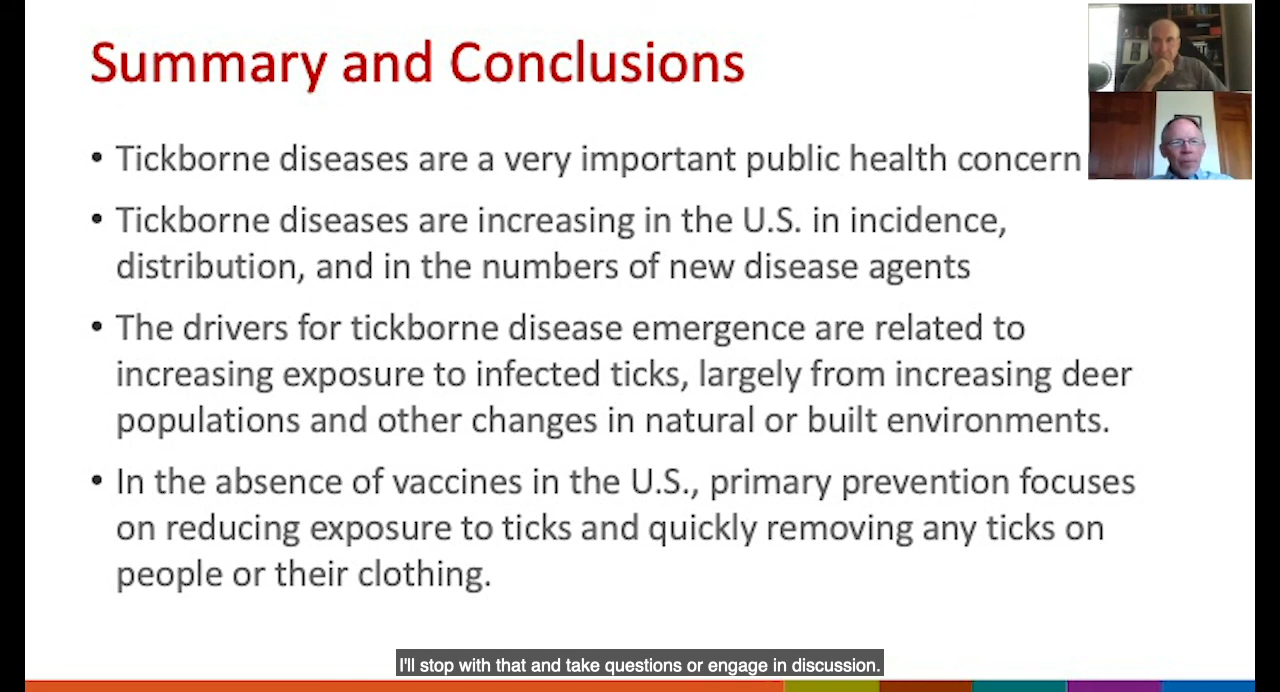 Summary and Conclusions
• Tickborne diseases are a very important public health concern
• Tickborne diseases are increasing in the U.S. in incidence,
distribution, and in the numbers of new disease agents
• The drivers for tickborne disease emergence are related to
increasing exposure to infected ticks, largely from increasing deer
populations and other changes in natural or built environments.
• In the absence of vaccines in the U.S., primary prevention focuses
on reducing exposure to ticks and quickly removing any ticks on
people or their clothing.
I'll stop with that and take questions or engage in discussion.